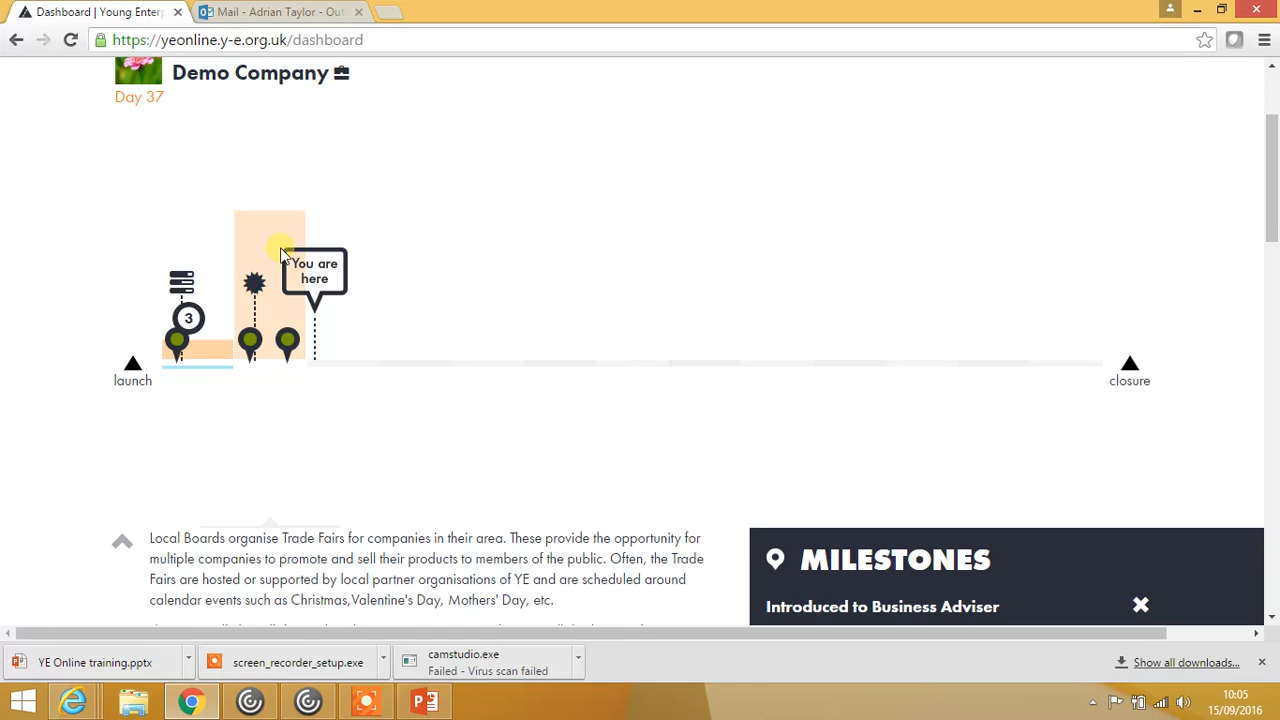 Dashboard | Young Enterp
Mail - Adrian Taylor - Out
https://yeonline.y-e.org.uk/dashboard
Demo Company
Day 37
You are
here
3
launch
closure
Local Boards organise Trade Fairs for companies in their area. These provide the opportunity for
multiple companies to promote and sell their products to members of the public. Often, the Trade
Fairs are hosted or supported by local partner organisations of YE and are scheduled around
calendar events such as Christmas,Valentine's Day, Mothers' Day, etc.
MILESTONES
Introduced to Business Adviser
YE Online training.pptx
screen_recorder_setup.exe
camstudio.exe
Failed - Virus scan failed
Show all downloads...
10:05
15/09/2016